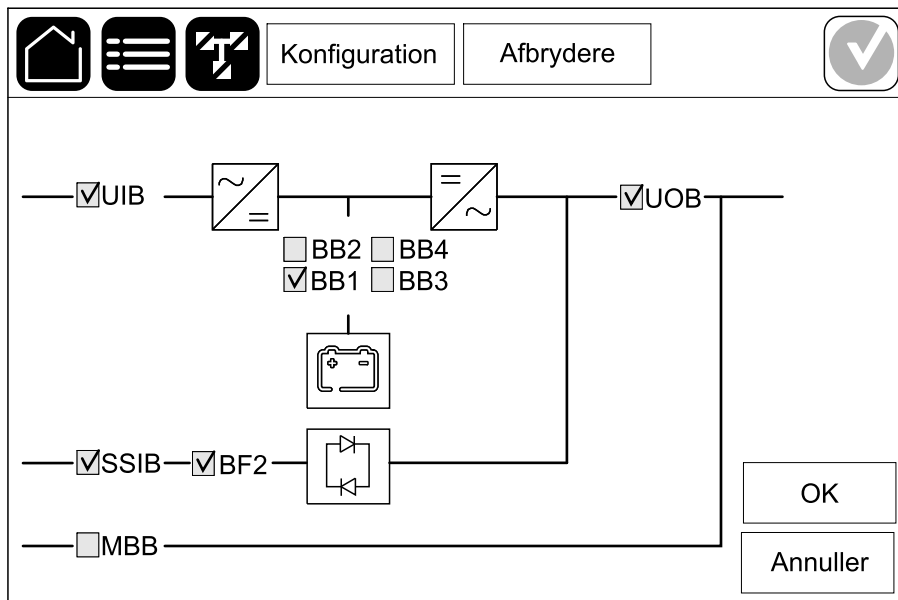 Konfiguration
Afbrydere
UIB
UOB
BB2
BB4
BB1
BB3
SSIB
BF2
MBB
OK
Annuller